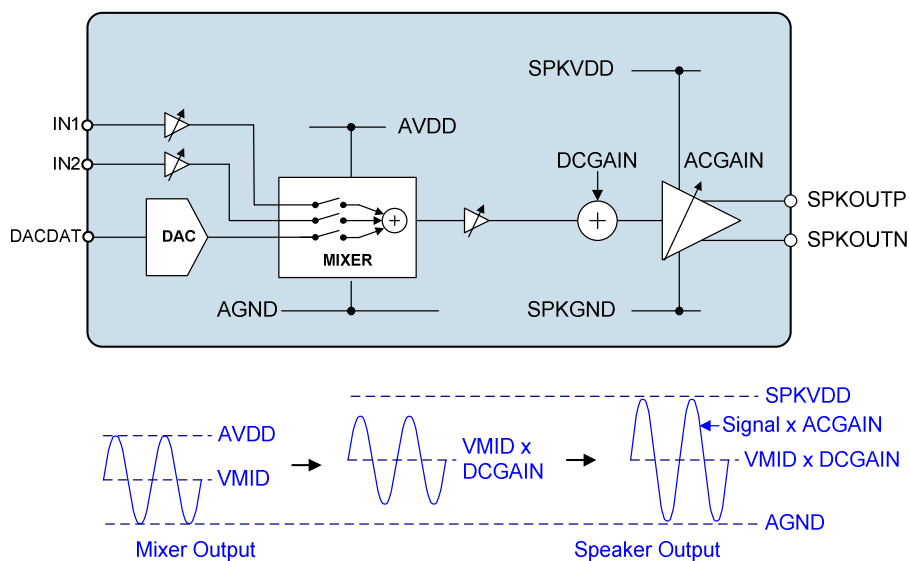 SPKVDD
IN1
AVDD
IN2
DCGAIN
ACGAIN
SPKOUTP
DACDAT
DAC
SPKOUTN
MIXER
AGND
SPKGND
SPKVDD
Signal x ACGAIN
AVDD
VMID x
DCGAIN
VMID x DCGAIN
VMID
AGND
Mixer Output
Speaker Output